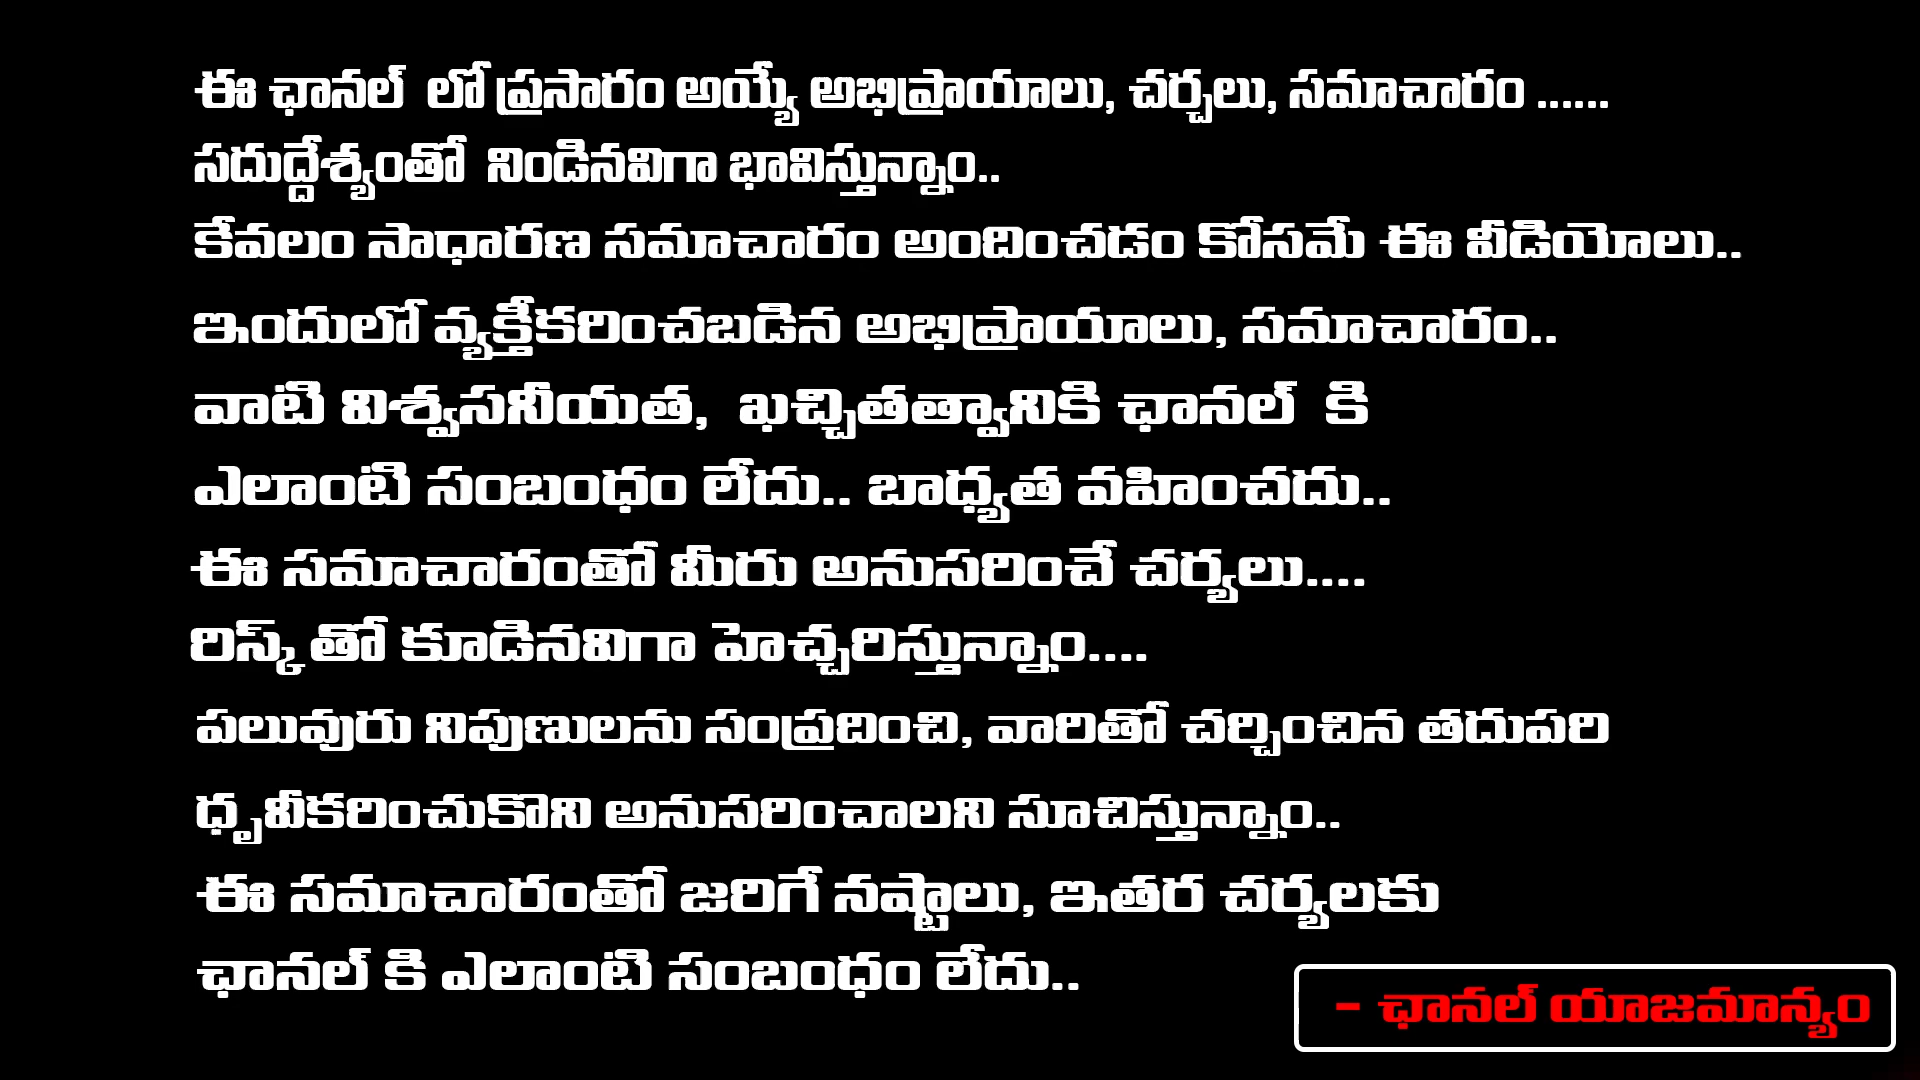 ఈ ఛానల్ లో ప్రసారం అయ్యే అభిప్రాయాలు, చర్చలు, సమాచారం ......
సదుద్దేశ్యంతో నిండినవిగా భావిస్తున్నాం..
కేవలం సాధారణ సమాచారం అందించడం కోసమే ఈ వీడియోలు..
ఇందులో వ్యక్తీకరించబడిన అభిప్రాయాలు, సమాచారం..
వాటి విశ్వసనీయత, ఖచ్చితత్వానికి ఛానల్ కి
ఎలాంటి సంబంధం లేదు.. బాధ్యత వహించదు..
ఈ సమాచారంతో మీరు అనుసరించే చర్యలు....
రిస్క్ తో కూడినవిగా హెచ్చరిస్తున్నాం....
పలువురు నిపుణులను సంప్రదించి, వారితో చర్చించిన తదుపరి
ధృవీకరించుకొని అనుసరించాలని సూచిస్తున్నాం..
ఈ సమాచారంతో జరిగే నష్టాలు, ఇతర చర్యలకు
ఛానల్ కి ఎలాంటి సంబంధం లేదు..
- ఛానల్ యాజమాన్యం